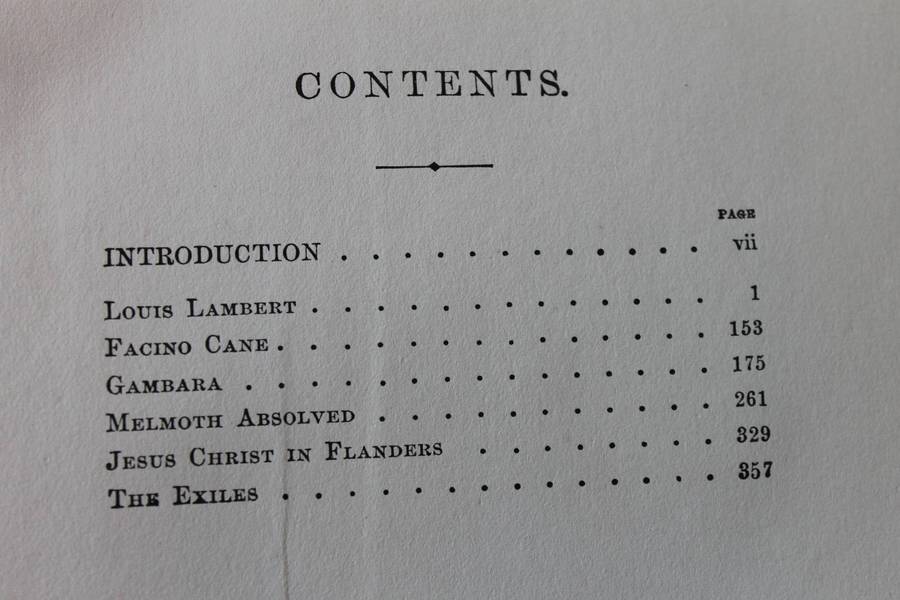 CONTENTS.
PAGE
INTRODUCTION . . . . . . . . . . . . vii
LOUIS LAMBERT . . . . . . . . . . . . . 1
FACINO CANE . . . . . . . . . . . . . . 153
GAMBARA . . . . . . . . . . . . . . . 175
MELMOTH ABSOLVED . . . . . . . . . . . 261
JESUS CHRIST IN FLANDERS . . . . . . . . 329
THE EXILES . . . . . . . . . . . . . . 357